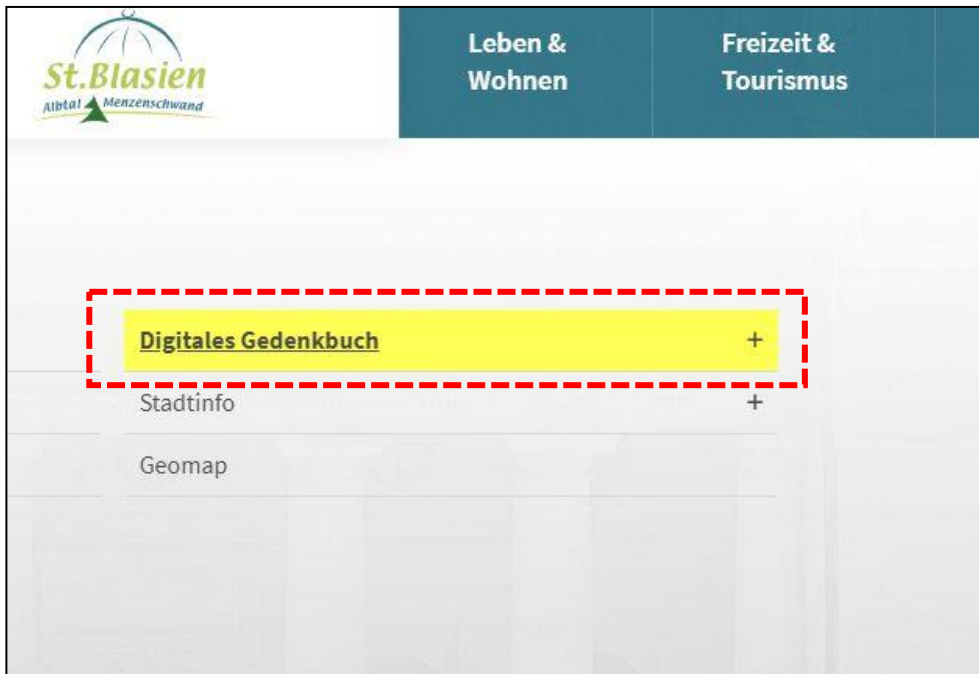 St.Blasien
Albtal Menzenschwand
Leben &
Wohnen
Freizeit &
Tourismus
Digitales Gedenkbuch +
Stadtinfo +
Geomap